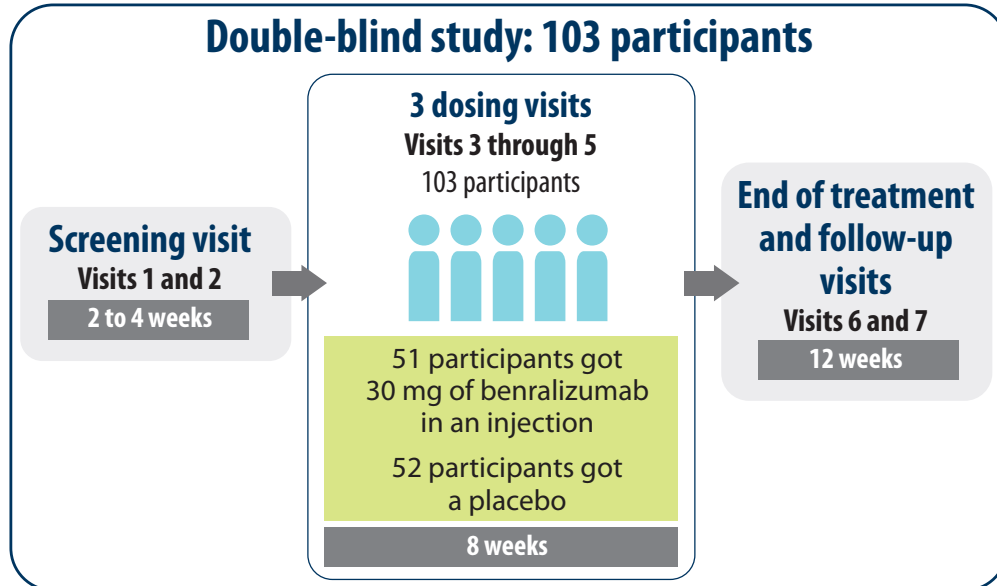 Double-blind study: 103 participants
Screening visit
Visits 1 and 2
2 to 4 weeks
3 dosing visits
Visits 3 through 5
103 participants
51 participants got
30 mg of benralizumab
in an injection
52 participants got
a placebo
8 weeks
End of treatment
and follow-up
visits
Visits 6 and 7
12 weeks